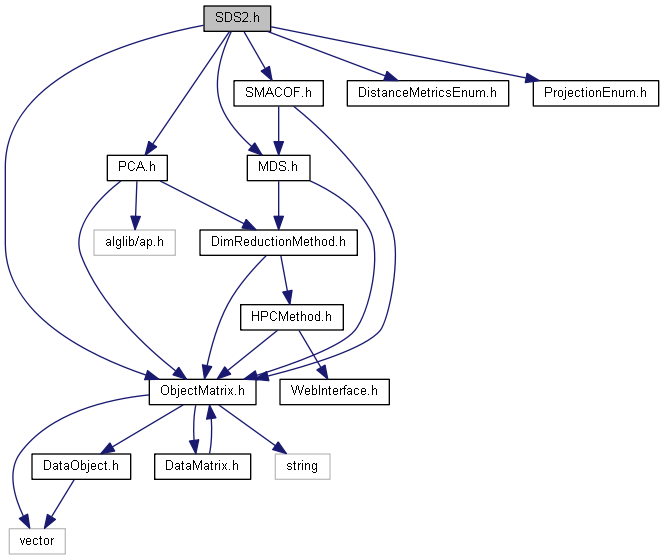 SDS2.h
SMACOF.h
DistanceMetricsEnum.h
ProjectionEnum.h
PCA.h
MDS.h
alglib/ap.h
DimReductionMethod.h
HPCMethod.h
ObjectMatrix.h
WebInterface.h
DataObject.h
DataMatrix.h
string
vector